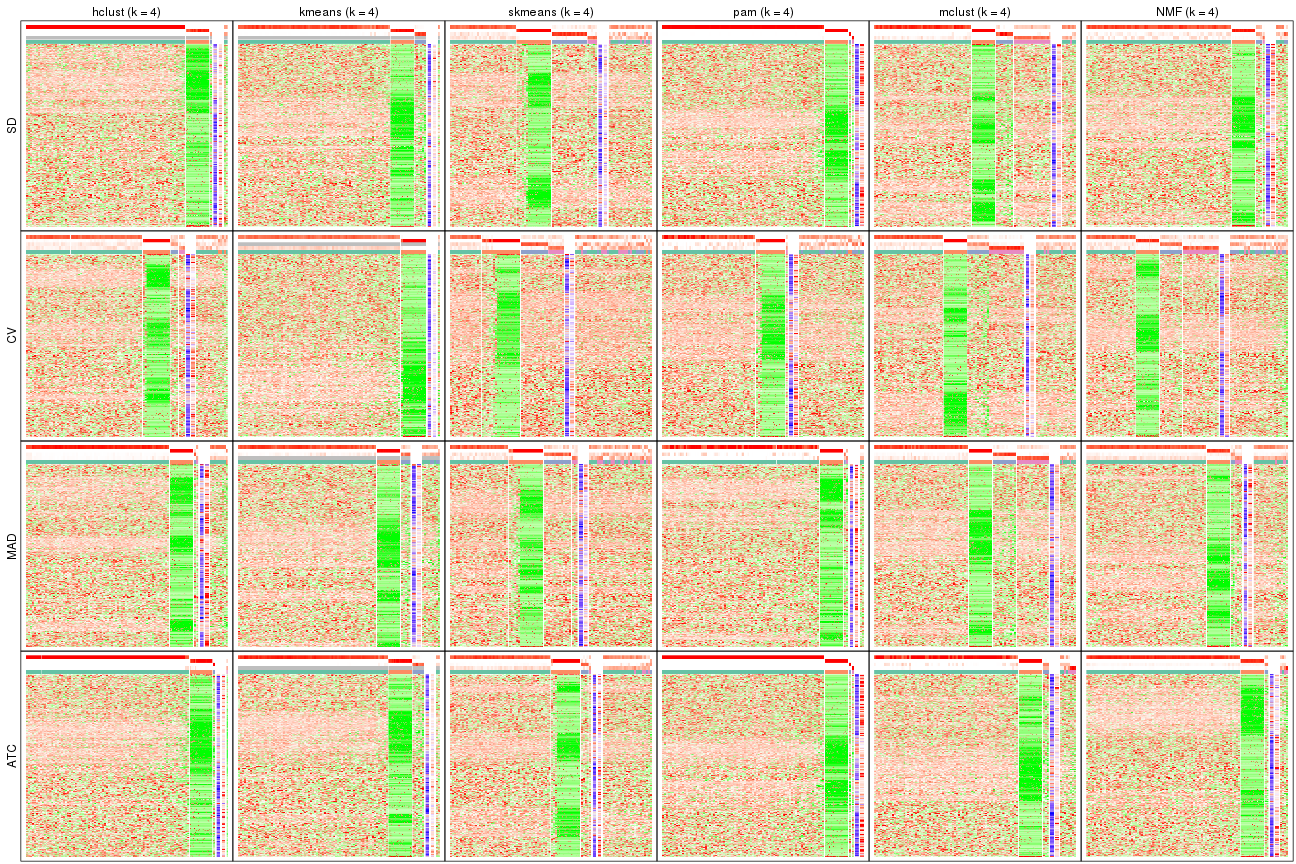 hclust (k = 4) kmeans (k = 4) skmeans (k = 4) pam (k = 4) mclust (k = 4) NMF (k = 4)
SD
CV
MAD
ATC